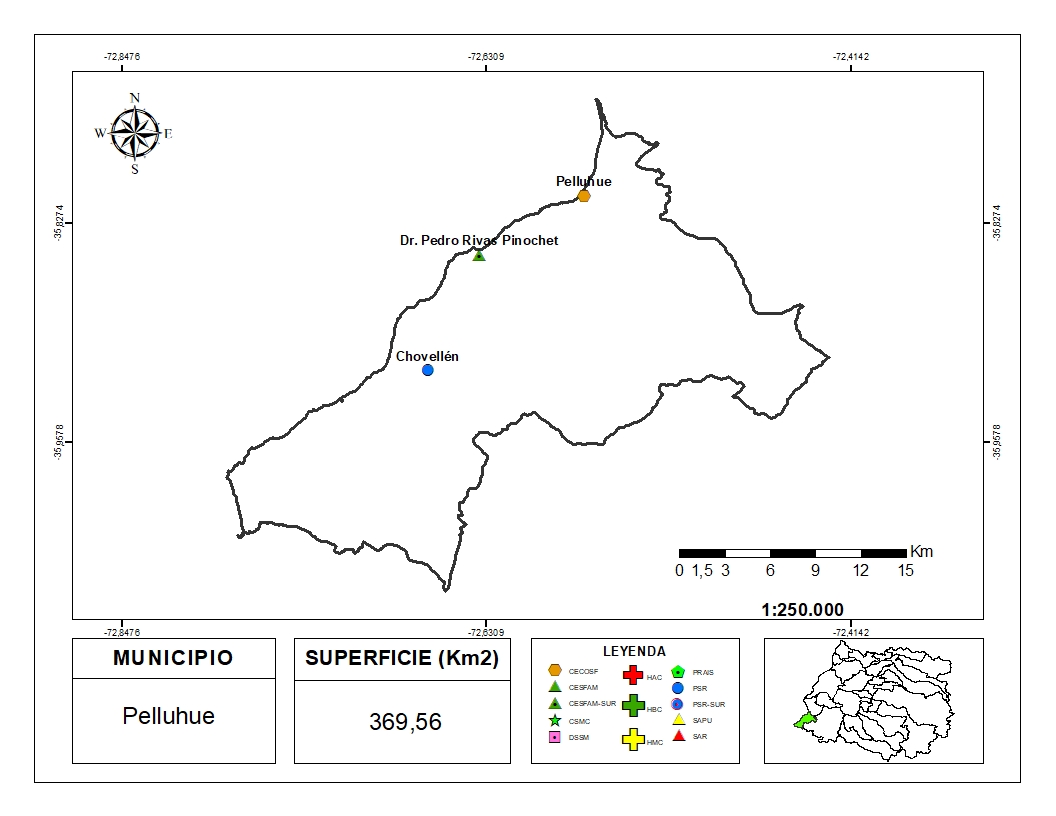 -72,8476 -72,6309 -72,4142
N
W E
S
Pelluhue
-35,8274 -35,8274
Dr. Pedro Rivas Pinochet
Chovellén
-35,9678 -35,9678
Km
0 1,5 3 6 9 12 15
1:250.000
-72,8476 -72,6309 -72,4142
MUNICIPIO
Pelluhue
SUPERFICIE (Km2)
369,56
LEYENDA
CECOSF
CESFAM
CESFAM-SUR
CSMC
DSSM
HAC
HBC
HMC
PRAIS
PSR
PSR-SUR
SAPU
SAR